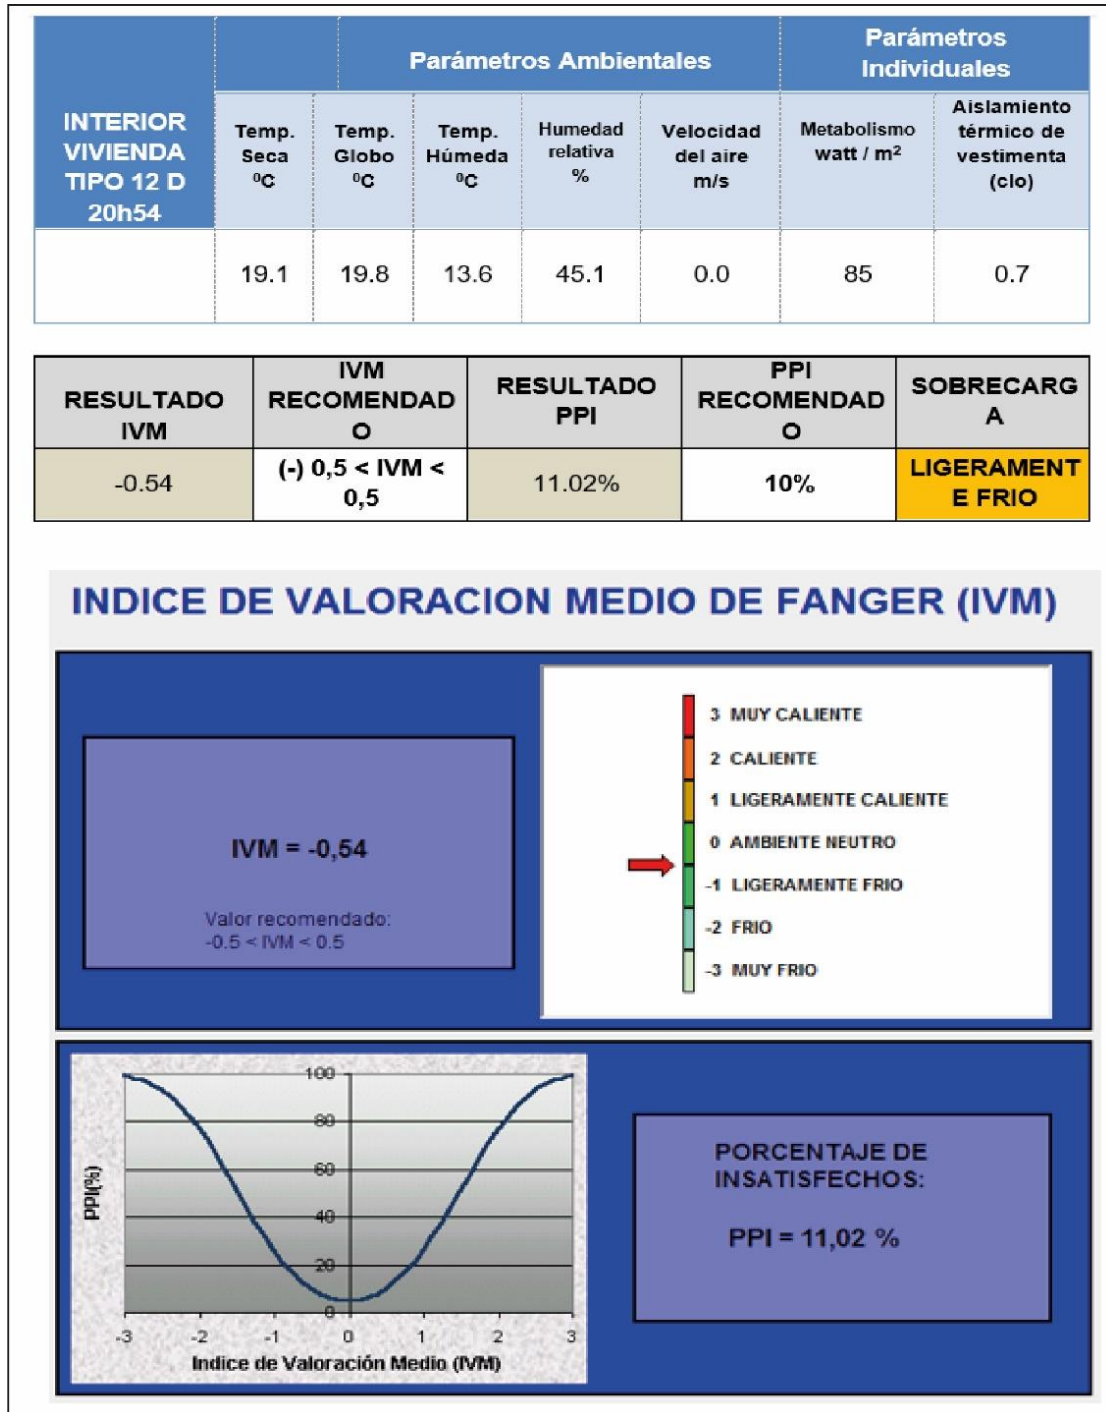 Parámetros Ambientales
Parámetros
Individuales
INTERIOR
VIVIENDA
TIPO 12 D
20h54
Temp.
Seca
⁰C
Temp.
Globo
⁰C
Temp.
Húmeda
⁰C
Humedad
relativa
%
Velocidad
del aire
m/s
Metabolismo
watt / m²
Aislamiento
térmico de
vestimenta
(clo)
19.1 19.8 13.6 45.1 0.0 85 0.7
RESULTADO
IVM
IVM
RECOMENDAD
O
RESULTADO
PPI
PPI
RECOMENDAD
O
SOBRECARG
A
-0.54
(-) 0,5 < IVM <
0,5
11.02%
10%
LIGERAMENT
E FRIO
INDICE DE VALORACION MEDIO DE FANGER (IVM)
IVM = -0,54
Valor recomendado:
-0.5 < IVM < 0.5
3 MUY CALIENTE
2 CALIENTE
1 LIGERAMENTE CALIENTE
0 AMBIENTE NEUTRO
-1 LIGERAMENTE FRIO
-2 FRIO
-3 MUY FRIO
PPI(%)
100
80
60
40
20
0
-3 -2 -1 0 1 2 3
Indice de Valoración Medio (IVM)
PORCENTAJE DE
INSATISFECHOS:
PPI = 11,02 %